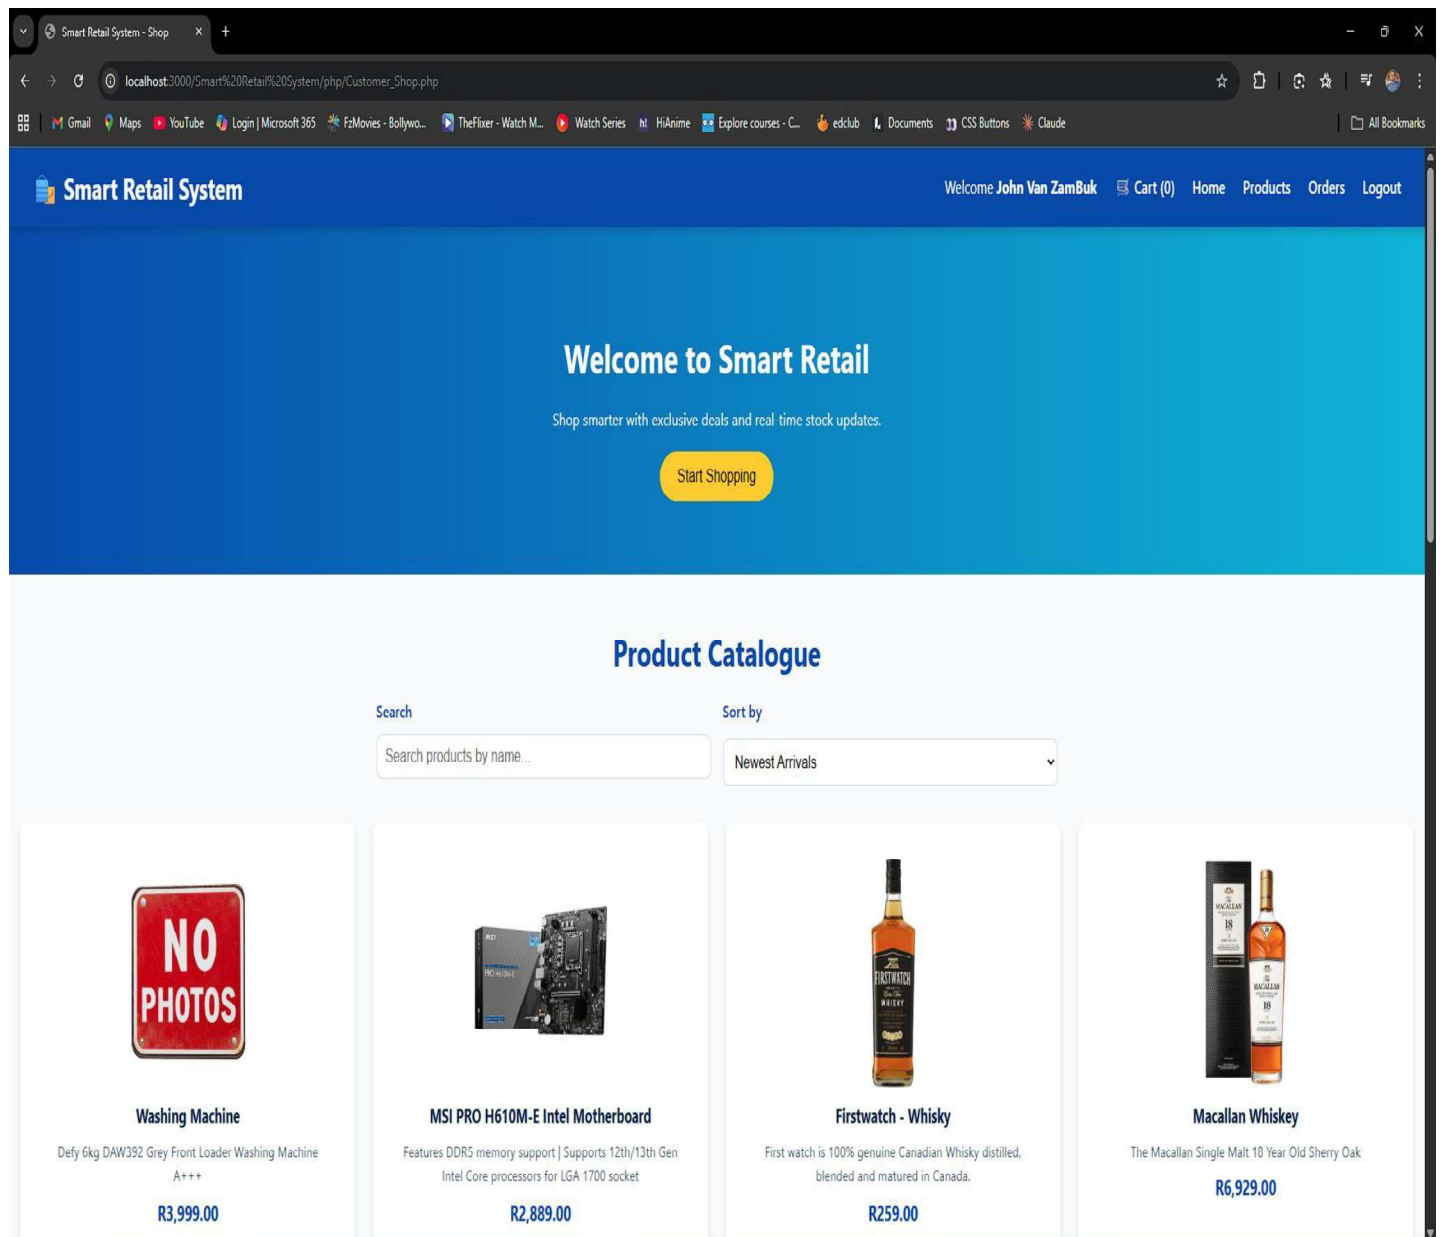 Smart Retail System - Shop
localhost:3000/Smart%20Retail%20System/php/Customer_Shop.php
Gmail Maps YouTube Login | Microsoft 365 FzMovies - Bollywo... TheFlixer - Watch M... Watch Series h! HiAnime Explore courses - C... edclub Documents CSS Buttons Claude All Bookmarks
Smart Retail System
Welcome John Van ZamBuk Cart (0) Home Products Orders Logout
Welcome to Smart Retail
Shop smarter with exclusive deals and real time stock updates.
Start Shopping
Product Catalogue
Search Sort by
Search products by name...
Newest Arrivals
NO
PHOTOS
Washing Machine
Defy 6kg DAW392 Grey Front Loader Washing Machine
A+++
R3,999.00
MSI
PRO H610M-E
MSI PRO H610M-E Intel Motherboard
Features DDR5 memory support | Supports 12th/13th Gen
Intel Core processors for LGA 1700 socket
R2,889.00
FIRSTWATCH
WHISKY
Firstwatch - Whisky
First watch is 100% genuine Canadian Whisky distilled,
blended and matured in Canada.
R259.00
The
MACALLAN
18
The
MACALLAN
18
Macallan Whiskey
The Macallan Single Malt 18 Year Old Sherry Oak
R6,929.00